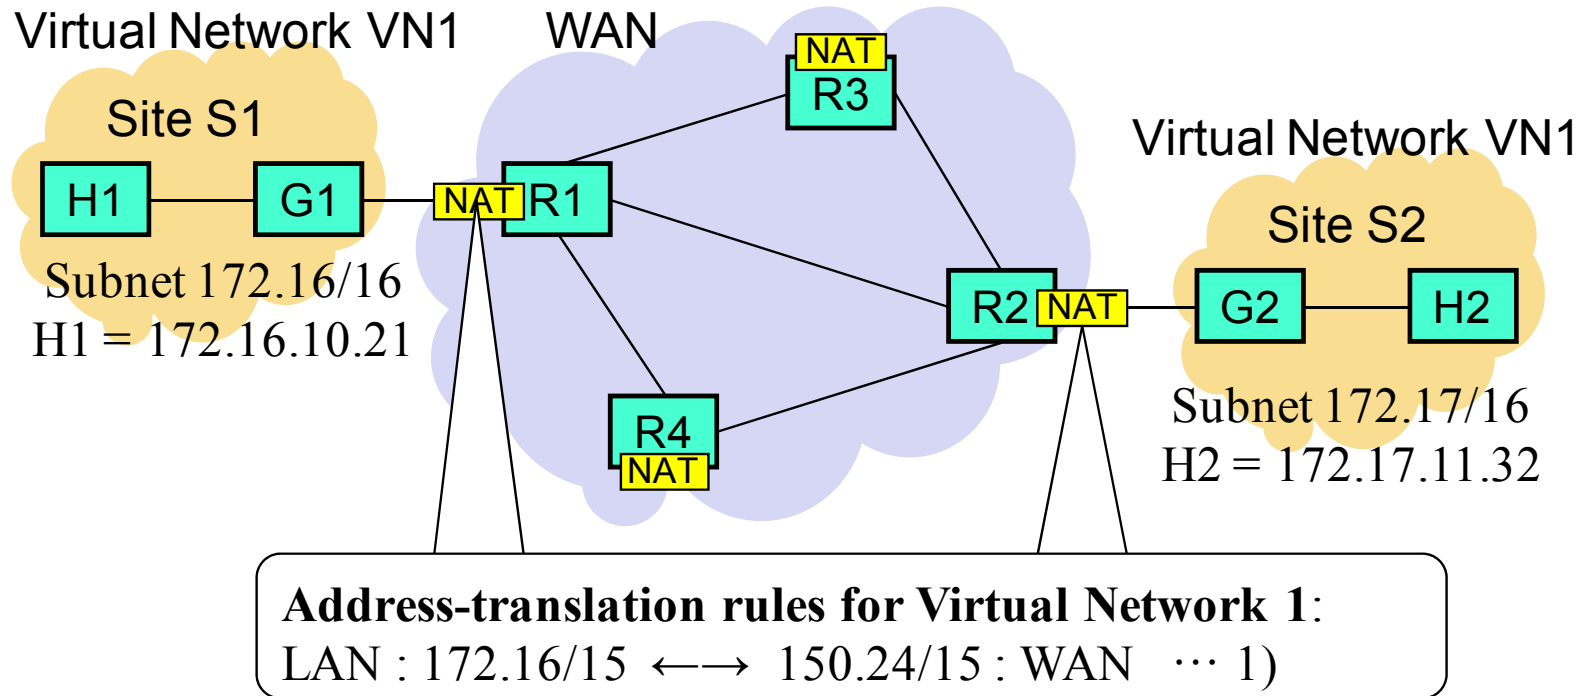 Virtual Network VN1
WAN
NAT
R3
Site S1
Virtual Network VN1
H1
G1
NAT
R1
Site S2
Subnet 172.16/16
H1 = 172.16.10.21
R2
NAT
G2
H2
R4
NAT
Subnet 172.17/16
H2 = 172.17.11.32
Address-translation rules for Virtual Network 1:
LAN : 172.16/15 ←→ 150.24/15 : WAN ··· 1)